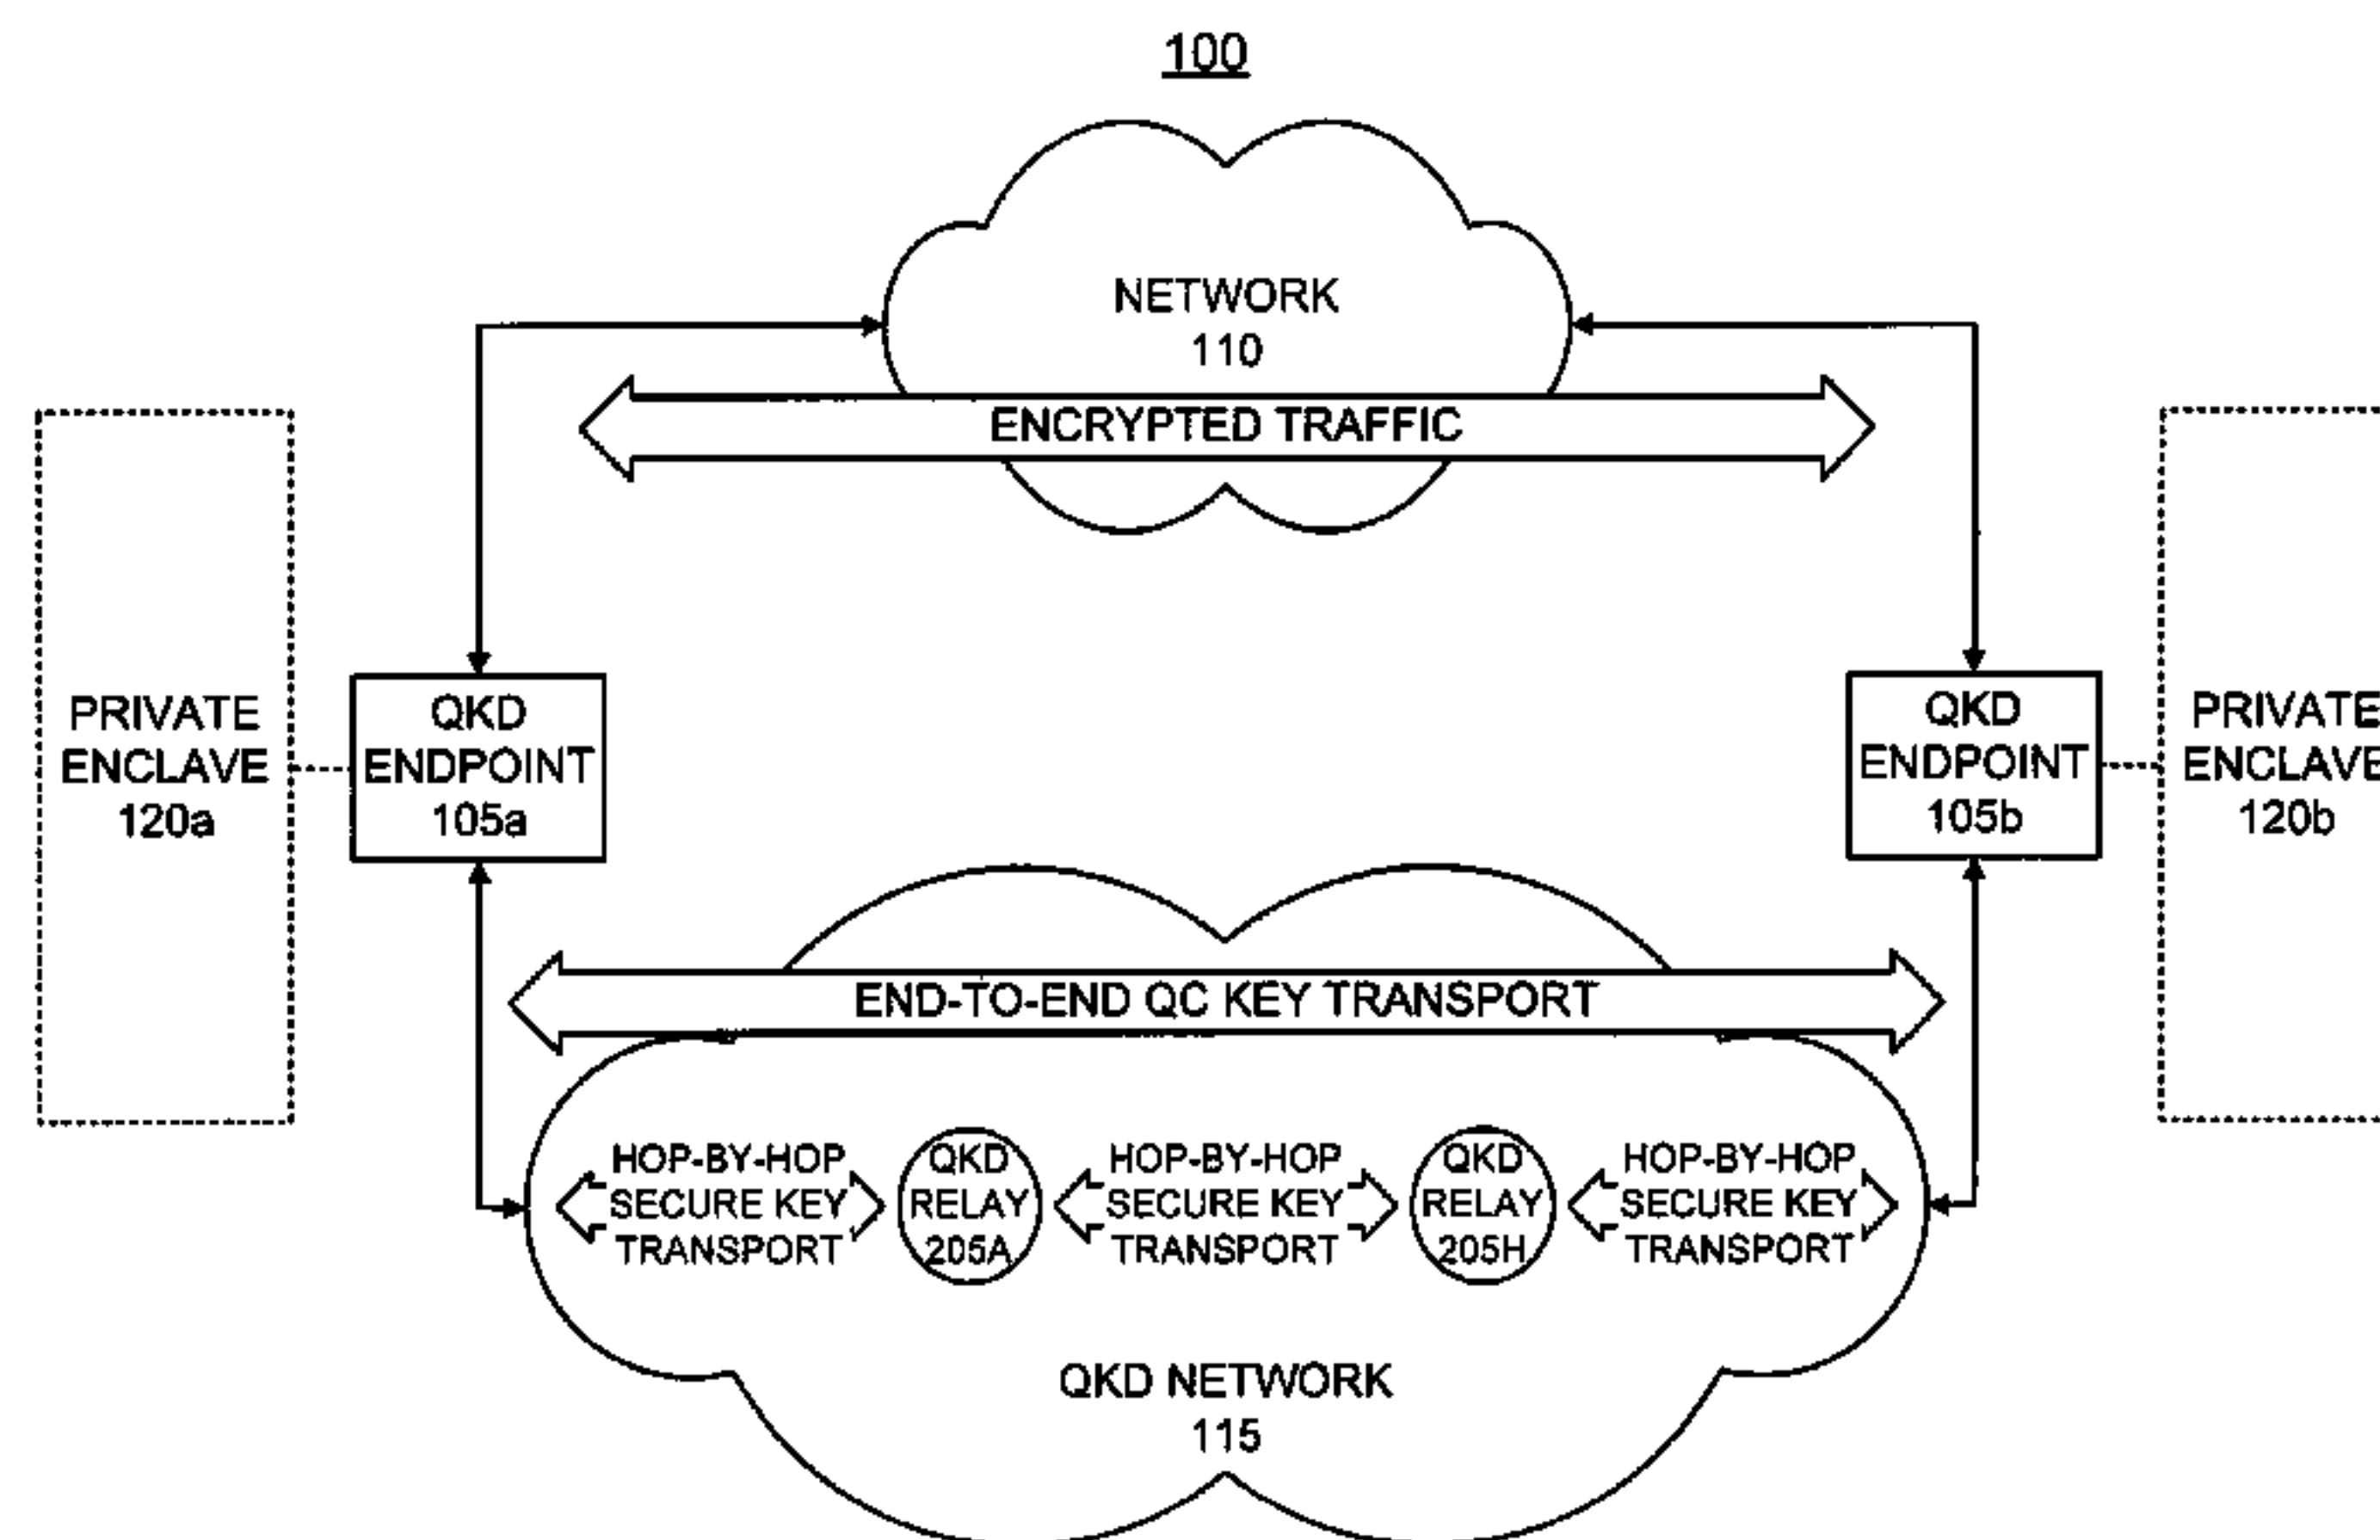 100
NETWORK
110
ENCRYPTED TRAFFIC
PRIVATE
ENCLAVE
120a
QKD
ENDPOINT
105a
QKD
ENDPOINT
105b
PRIVATE
ENCLAVE
120b
END-TO-END QC KEY TRANSPORT
HOP-BY-HOP
SECURE KEY
TRANSPORT
QKD
RELAY
205A
HOP-BY-HOP
SECURE KEY
TRANSPORT
QKD
RELAY
205H
HOP-BY-HOP
SECURE KEY
TRANSPORT
QKD NETWORK
115